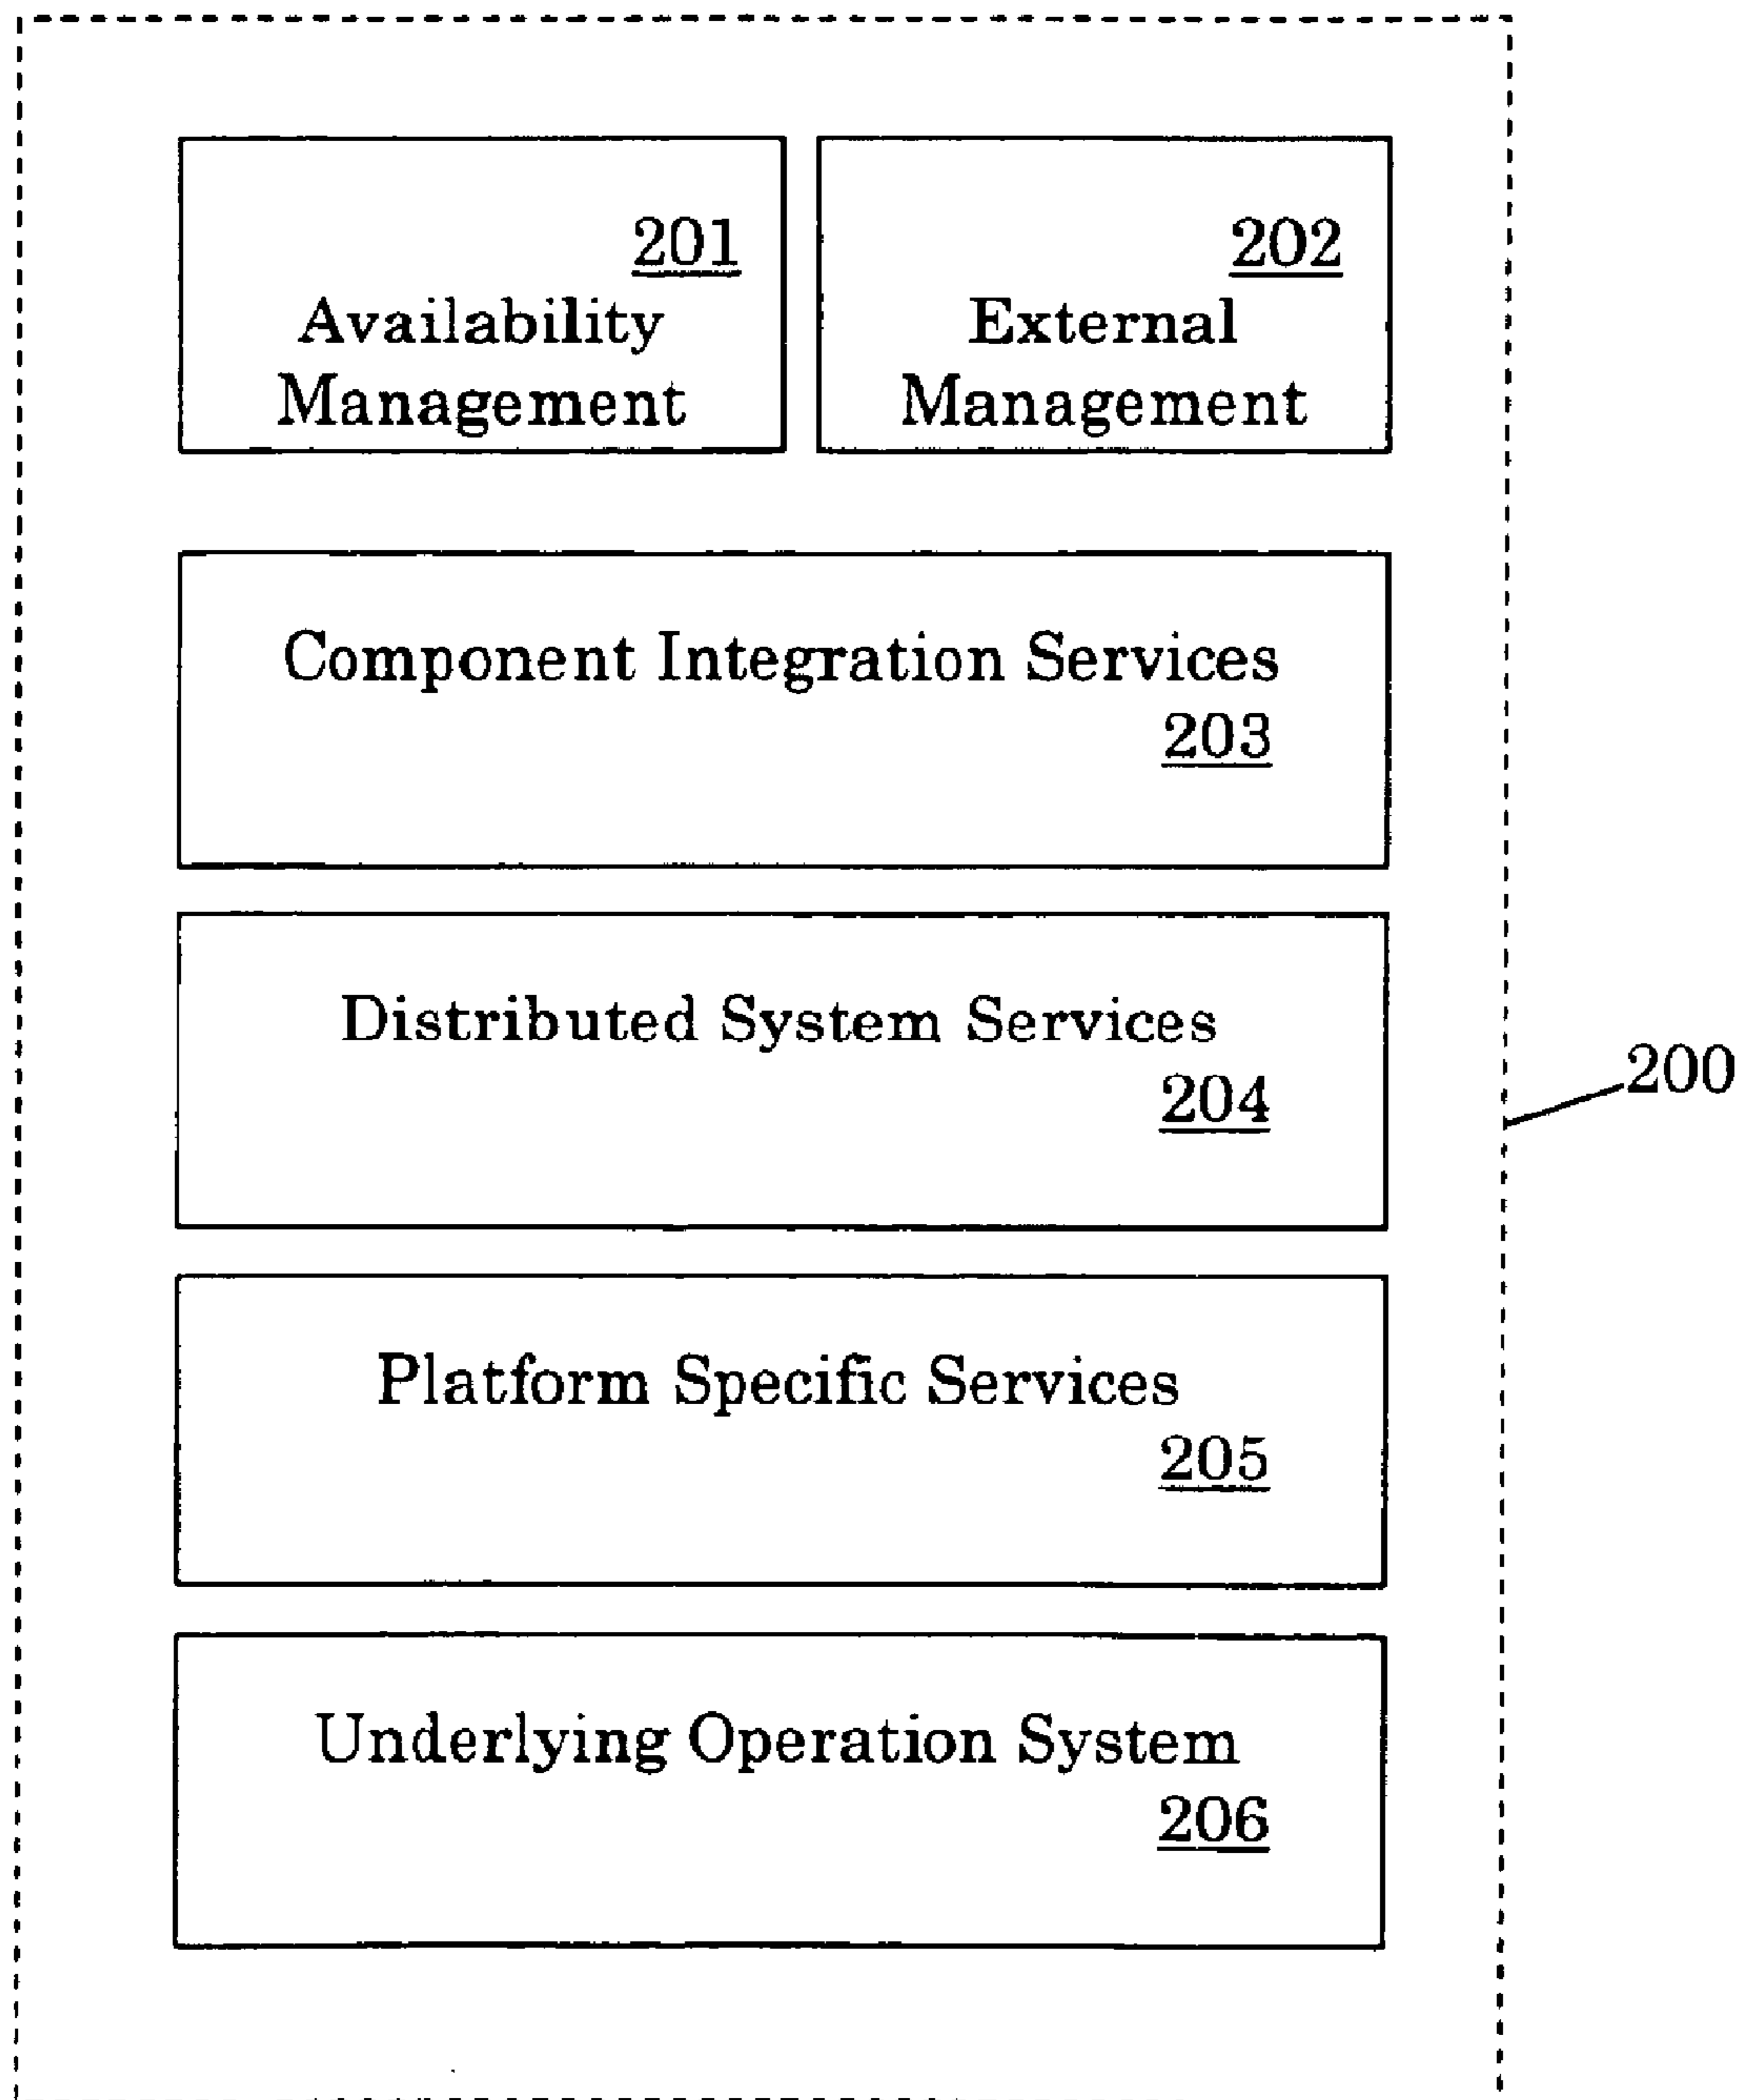 201
Availability
Management
202
External
Management
Component Integration Services
203
Distributed System Services
204
200
Platform Specific Services
205
Underlying Operation System
206